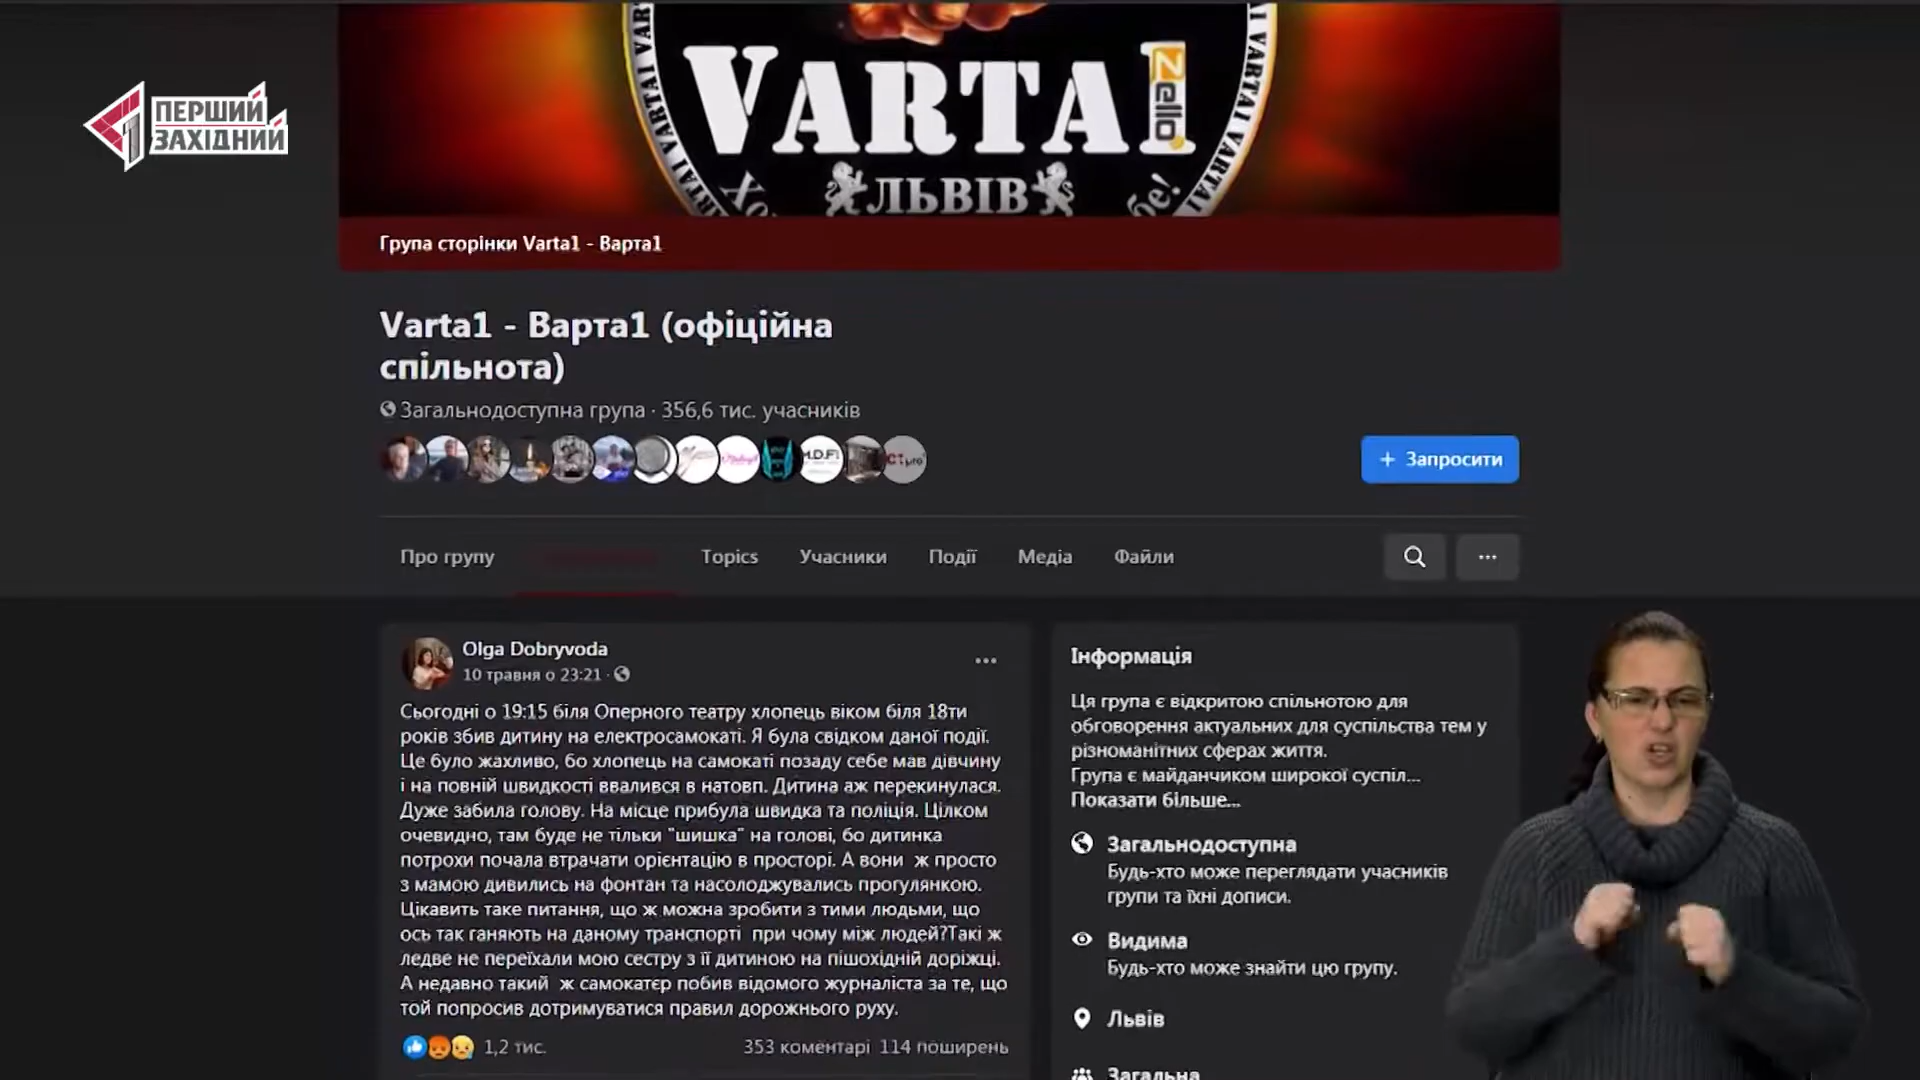 ПЕРШИЙ
ЗАХІДНИЙ
VARTA1
Zello
ЛЬВІВ
Група сторінки Varta1 - Варта1
Varta1 - Варта1 (офіційна
спільнота)
Загальнодоступна група · 356,6 тис. учасників
+ Запросити
Про групу
Topics
Учасники
Події
Медіа
Файли
Olga Dobryvoda
10 травня о 23:21
Сьогодні о 19:15 біля Оперного театру хлопець віком біля 18ти
років збив дитину на електросамокаті. Я була свідком даної події.
Це було жахливо, бо хлопець на самокаті позаду себе мав дівчину
і на повній швидкості ввалився в натовп. Дитина аж перекинулася.
Дуже забила голову. На місце прибула швидка та поліція. Цілком
очевидно, там буде не тільки "шишка" на голові, бо дитинка
потрохи почала втрачати орієнтацію в просторі. А вони ж просто
з мамою дивились на фонтан та насолоджувались прогулянкою.
Цікавить таке питання, що ж можна зробити з тими людьми, що
ось так ганяють на даному транспорті при чому між людей?Такі ж
ледве не переїхали мою сестру з її дитиною на пішохідній доріжці.
А недавно такий ж самокатєр побив відомого журналіста за те, що
той попросив дотримуватися правил дорожнього руху.
1,2 тис.
353 коментарі 114 поширень
Інформація
Ця група є відкритою спільнотою для
обговорення актуальних для суспільства тем у
різноманітних сферах життя.
Група є майданчиком широкої суспіл...
Показати більше...
Загальнодоступна
Будь-хто може переглядати учасників
групи та їхні дописи.
Видима
Будь-хто може знайти цю групу.
Львів
Загальна